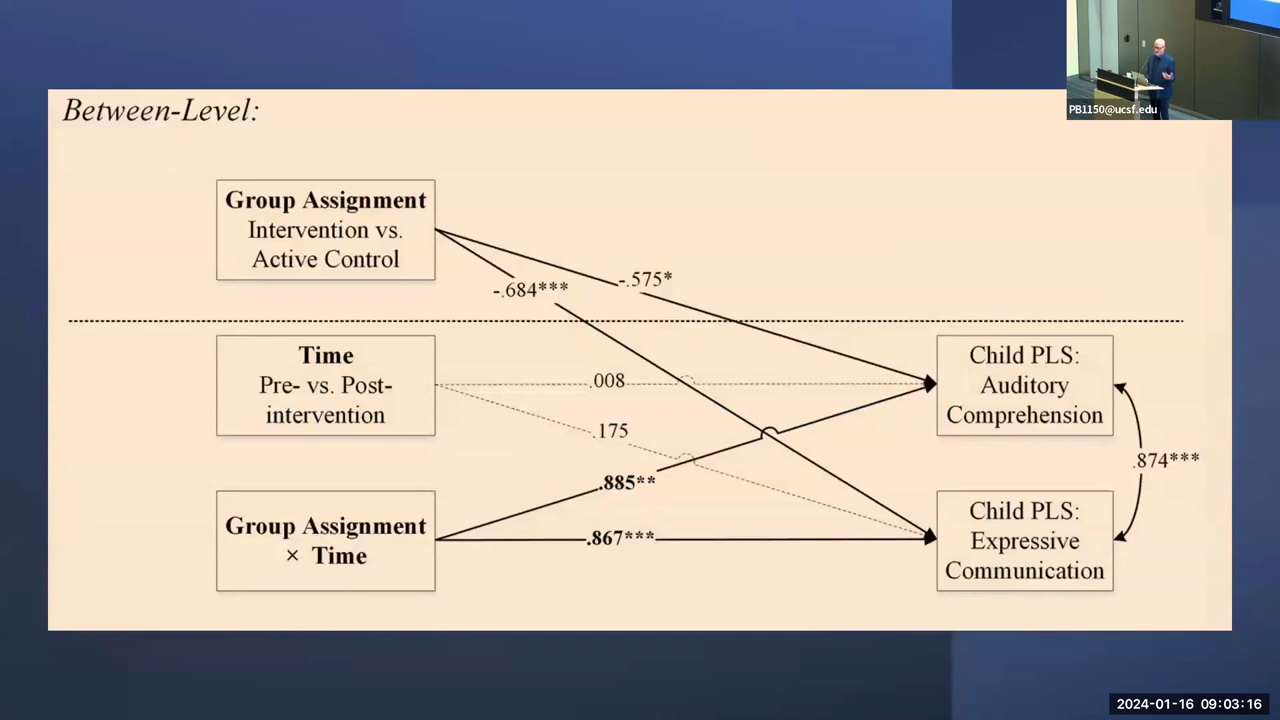 PB1150@ucsf.edu
Between-Level:
Group Assignment
Intervention vs.
Active Control
-.684***
-.575*
Time
Pre- vs. Post-
intervention
.008
.175
Child PLS:
Auditory
Comprehension
.874***
Group Assignment
× Time
.885**
.867***
Child PLS:
Expressive
Communication
2024-01-16 09:03:16